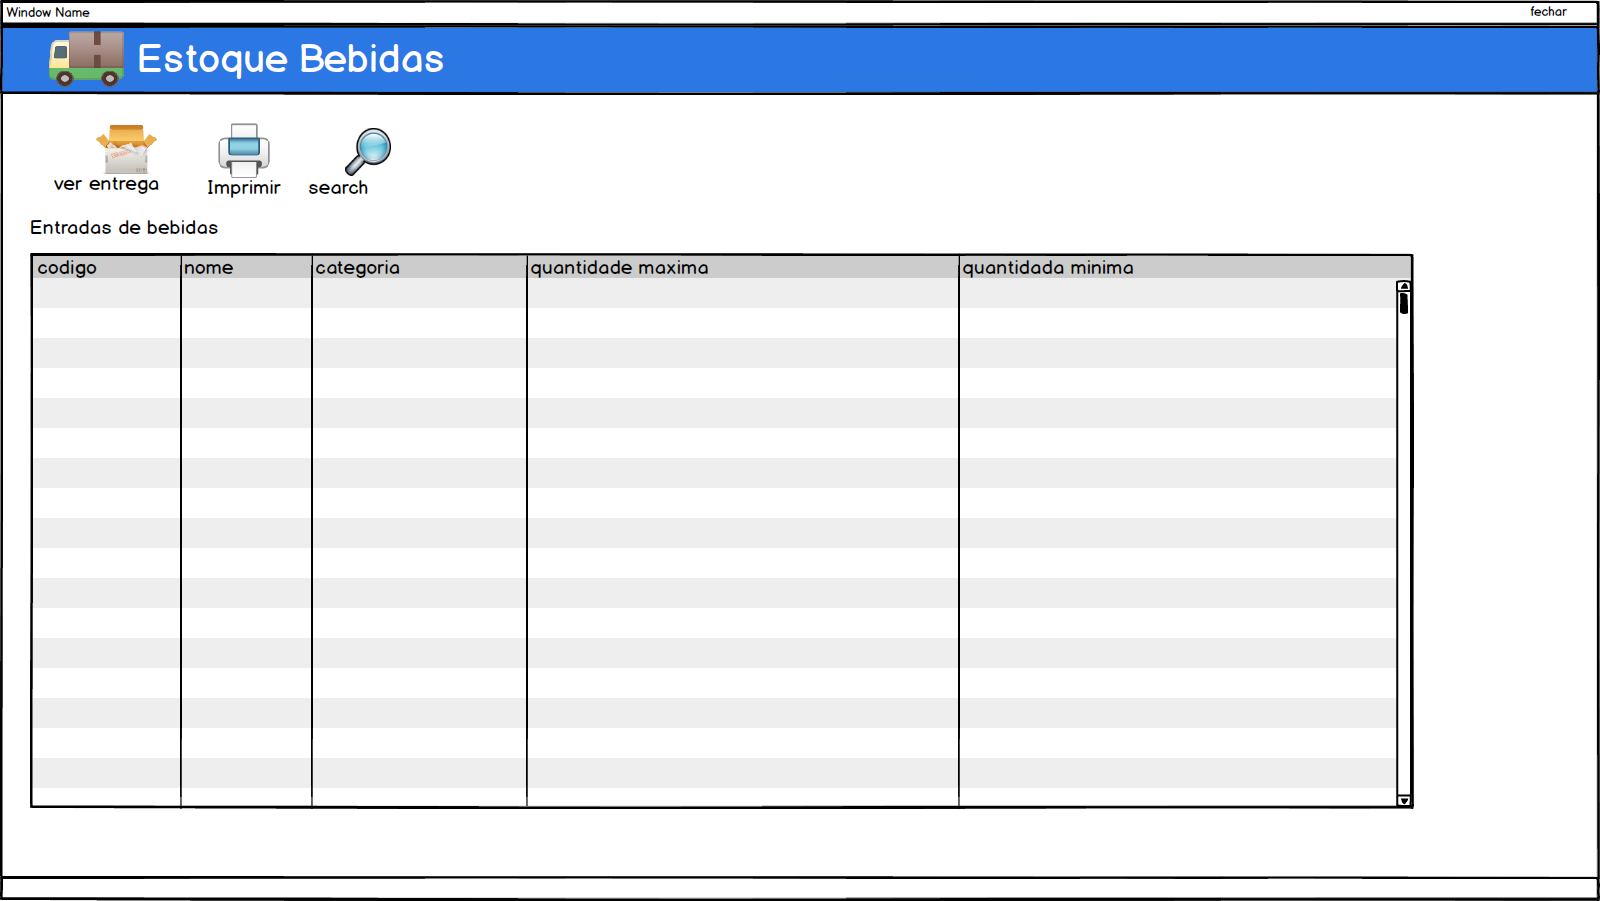 Window Name
fechar
Estoque Bebidas
ver entrega
Imprimir
search
Entradas de bebidas
codigo nome categoria quantidade maxima quantidada minima